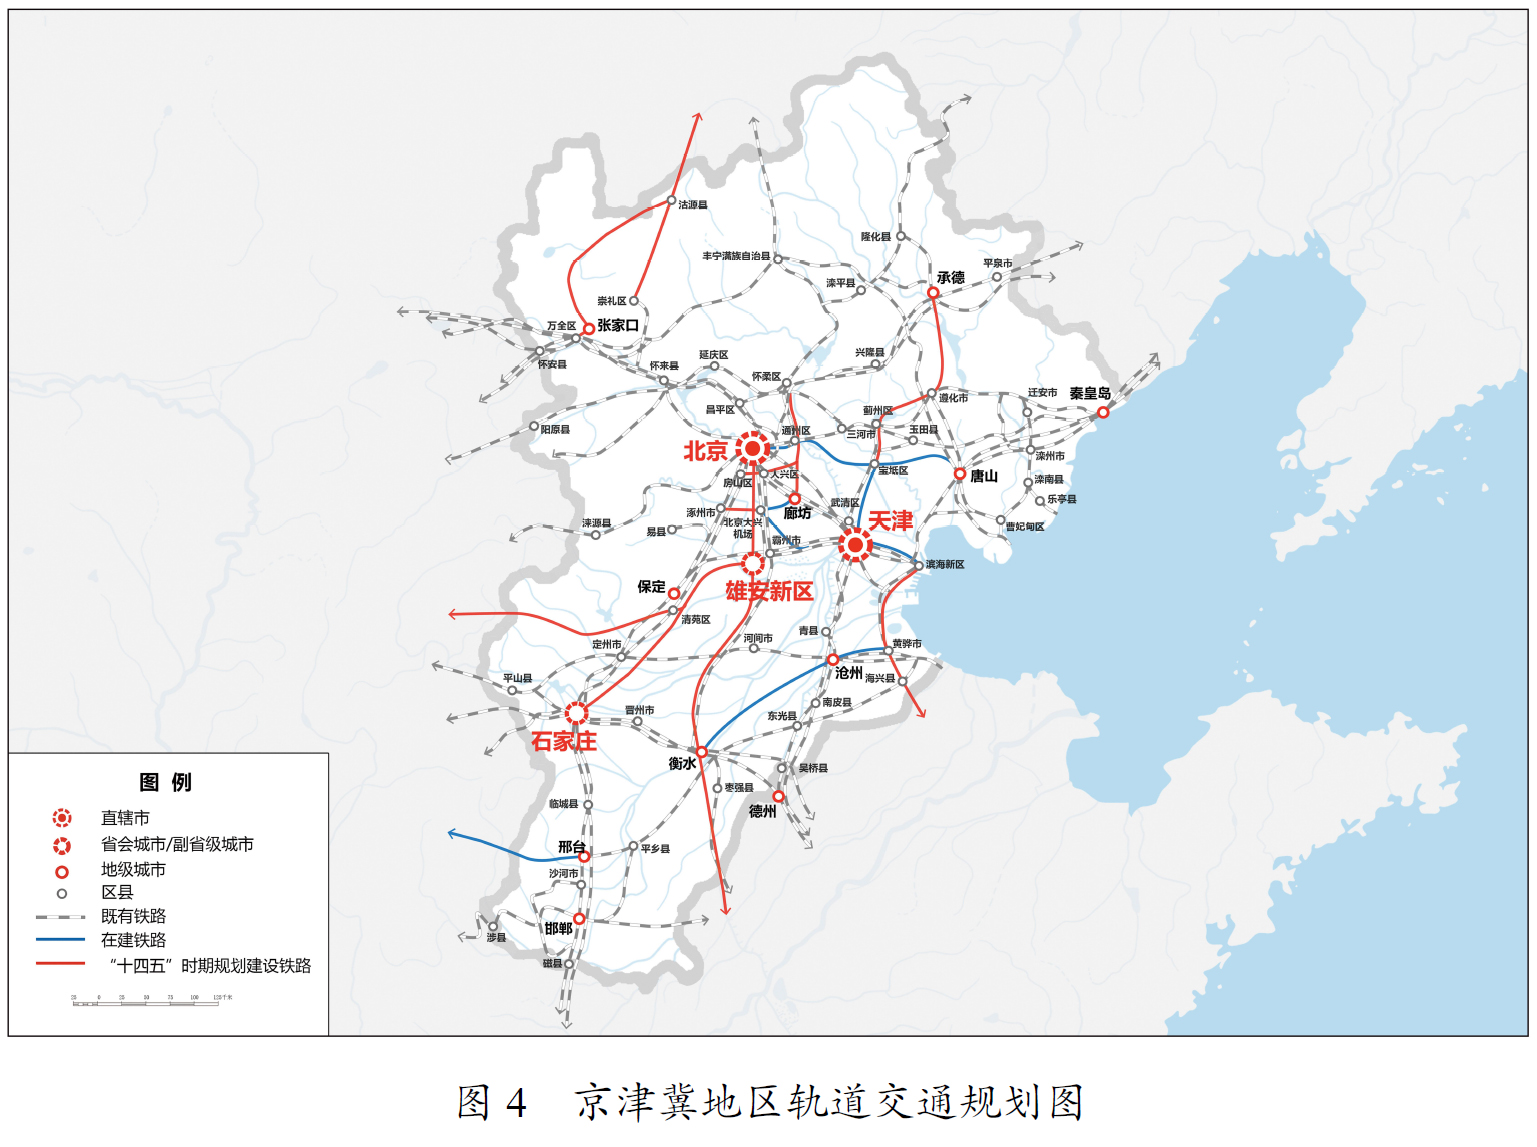 沽源县
丰宁满族自治县
隆化县
平泉市
承德
滦平县
崇礼区
万全区
张家口
怀安县
怀来县
延庆区
兴隆县
怀柔区
昌平区
遵化市
迁安市
秦皇岛
阳原县
蓟州区
通州区
三河市
玉田县
北京
滦州市
宝坻区
唐山
房山区
大兴区
滦南县
乐亭县
廊坊
武清区
涿州市
北京大兴
机场
天津
曹妃甸区
涞源县
易县
霸州市
滨海新区
保定
雄安新区
清苑区
青县
河间市
定州市
黄骅市
沧州
平山县
海兴县
南皮县
晋州市
东光县
石家庄
衡水
吴桥县
枣强县
德州
临城县
邢台
平乡县
沙河市
邯郸
涉县
磁县
图 例
直辖市
省会城市/副省级城市
地级城市
区县
既有铁路
在建铁路
“十四五”时期规划建设铁路
25 0 25 50 75 100 125千米
图 4 京津冀地区轨道交通规划图